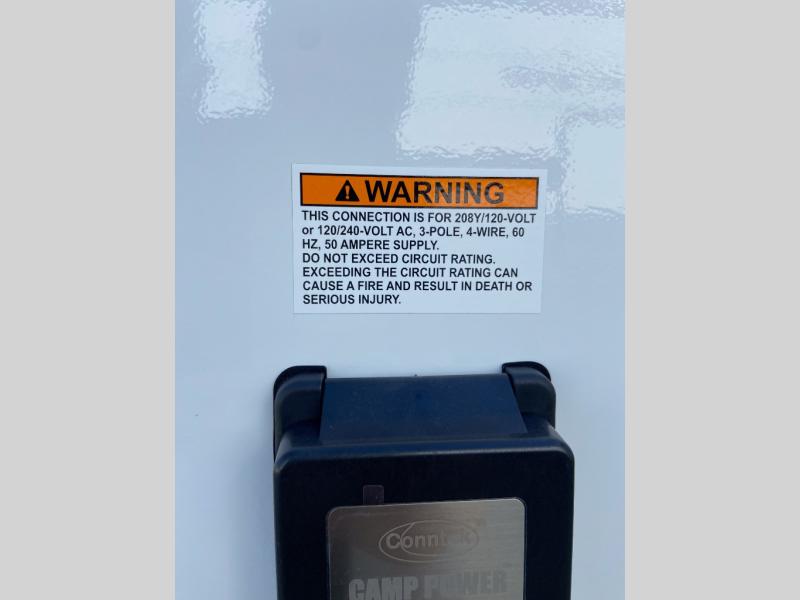 WARNING
THIS CONNECTION IS FOR 208Y/120-VOLT
or 120/240-VOLT AC, 3-POLE, 4-WIRE, 60
HZ, 50 AMPERE SUPPLY.
DO NOT EXCEED CIRCUIT RATING.
EXCEEDING THE CIRCUIT RATING CAN
CAUSE A FIRE AND RESULT IN DEATH OR
SERIOUS INJURY.
Conntek
CAMP POWER